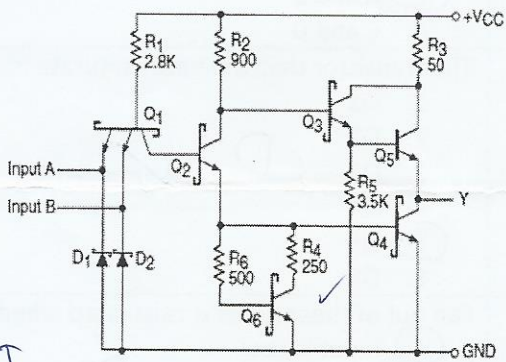 +VCC
R1
2.8K
R2
900
R3
50
Q1
Q3
Q2
Q5
Input A
Input B
R5
3.5K
Y
Q4
D1
D2
R6
500
R4
250
Q6
GND